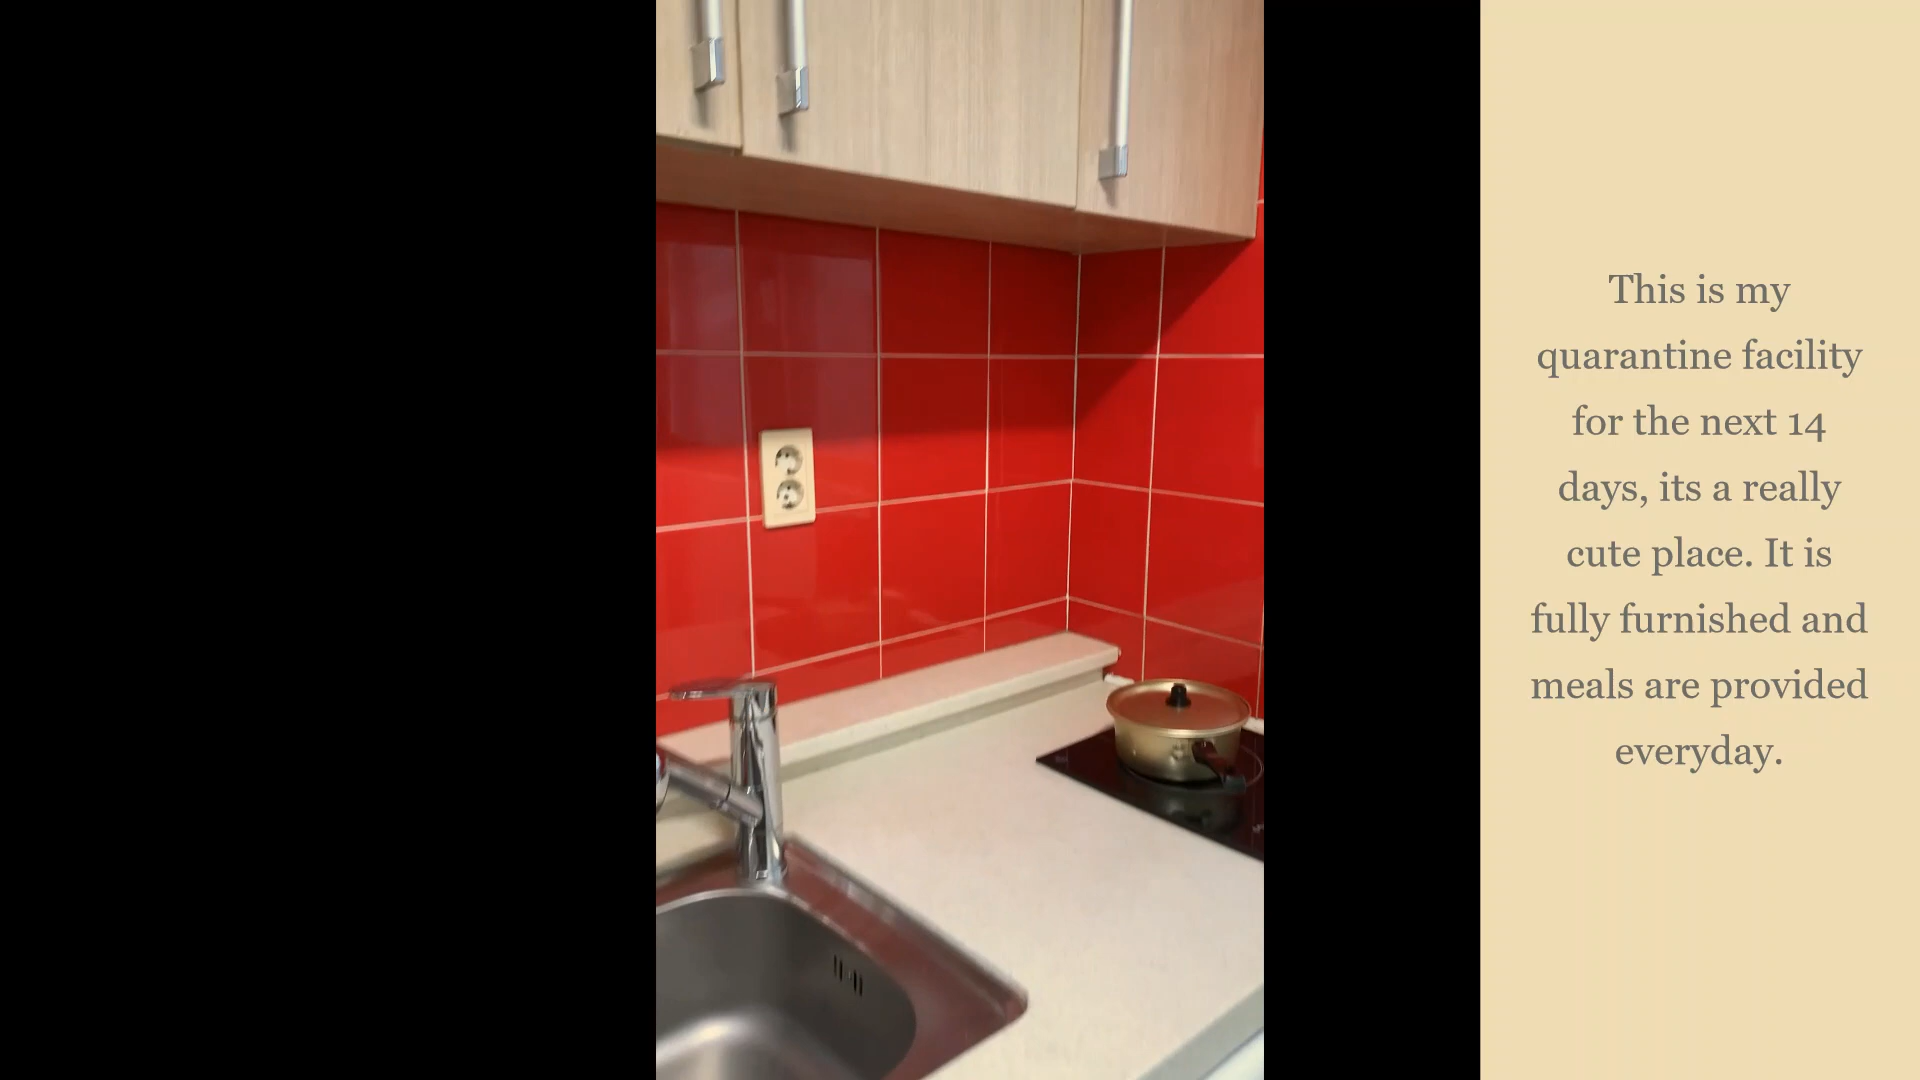 This is my
quarantine facility
for the next 14
days, its a really
cute place. It is
fully furnished and
meals are provided
everyday.